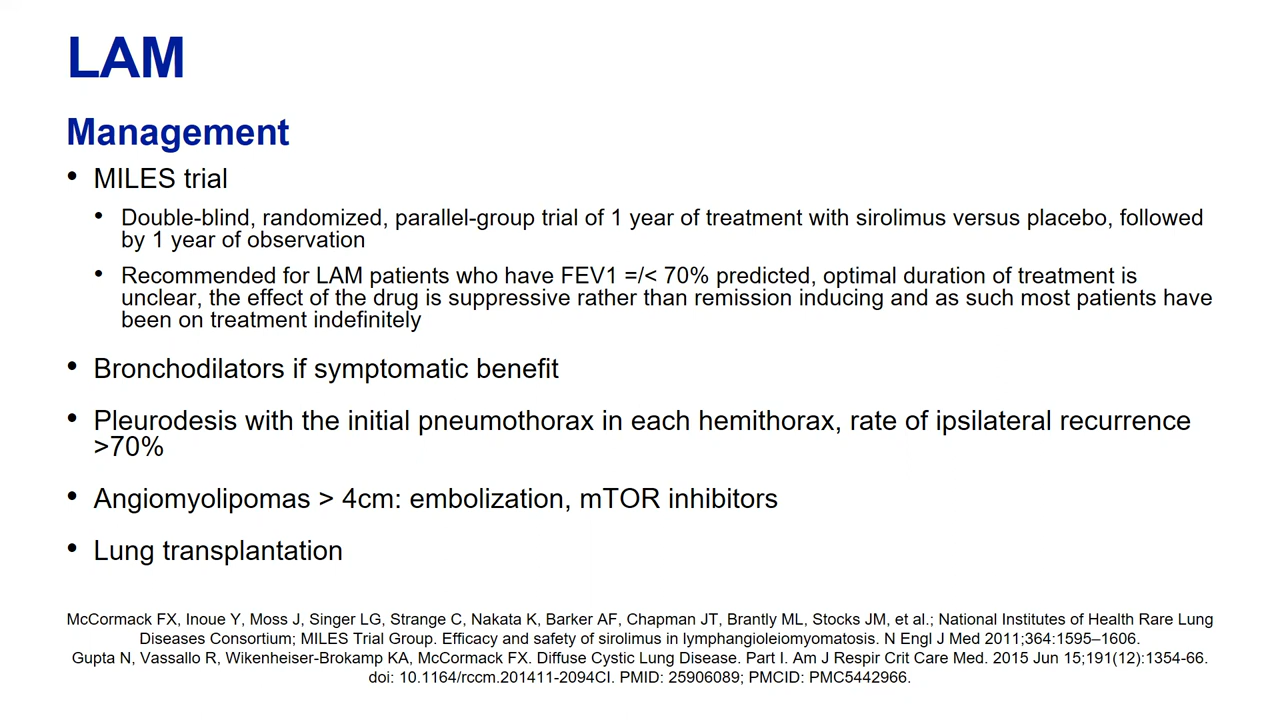 LAM
Management
• MILES trial
• Double-blind, randomized, parallel-group trial of 1 year of treatment with sirolimus versus placebo, followed
by 1 year of observation
• Recommended for LAM patients who have FEV1 =/< 70% predicted, optimal duration of treatment is
unclear, the effect of the drug is suppressive rather than remission inducing and as such most patients have
been on treatment indefinitely
• Bronchodilators if symptomatic benefit
• Pleurodesis with the initial pneumothorax in each hemithorax, rate of ipsilateral recurrence
>70%
• Angiomyolipomas > 4cm: embolization, mTOR inhibitors
• Lung transplantation
McCormack FX, Inoue Y, Moss J, Singer LG, Strange C, Nakata K, Barker AF, Chapman JT, Brantly ML, Stocks JM, et al.; National Institutes of Health Rare Lung
Diseases Consortium; MILES Trial Group. Efficacy and safety of sirolimus in lymphangioleiomyomatosis. N Engl J Med 2011;364:1595–1606.
Gupta N, Vassallo R, Wikenheiser-Brokamp KA, McCormack FX. Diffuse Cystic Lung Disease. Part I. Am J Respir Crit Care Med. 2015 Jun 15;191(12):1354-66.
doi: 10.1164/rccm.201411-2094CI. PMID: 25906089; PMCID: PMC5442966.